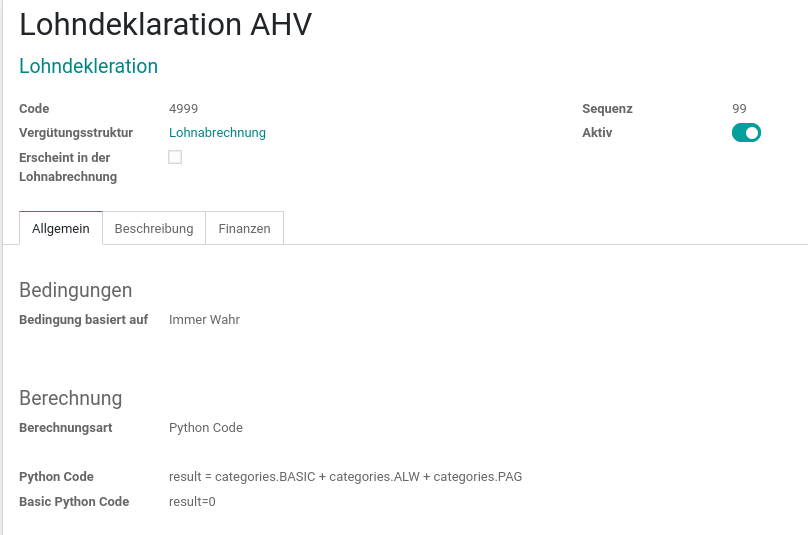 Lohndeklaration AHV
Lohndekleration
Code 4999
Sequenz 99
Vergütungsstruktur Lohnabrechnung
Aktiv
Erscheint in der
Lohnabrechnung
Allgemein Beschreibung Finanzen
Bedingungen
Bedingung basiert auf Immer Wahr
Berechnung
Berechnungsart Python Code
Python Code result = categories.BASIC + categories.ALW + categories.PAG
Basic Python Code result=0